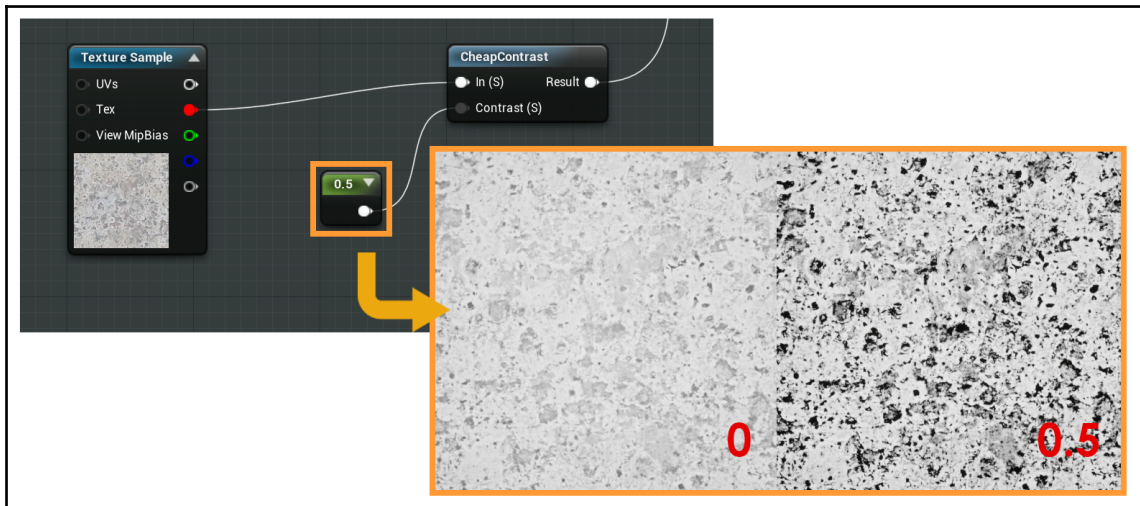 Texture Sample
UVs
Tex
View MipBias
CheapContrast
In (S) Result
Contrast (S)
0.5
0 0.5